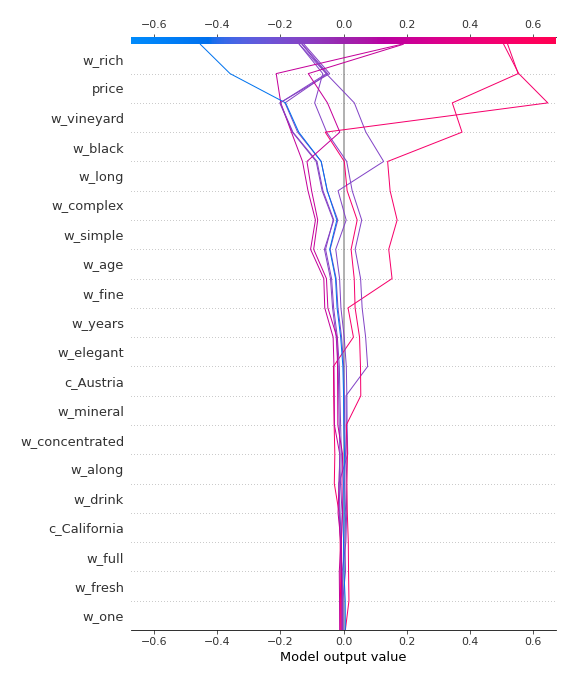 −0.6 −0.4 −0.2 0.0 0.2 0.4 0.6
w_rich
price
w_vineyard
w_black
w_long
w_complex
w_simple
w_age
w_fine
w_years
w_elegant
c_Austria
w_mineral
w_concentrated
w_along
w_drink
c_California
w_full
w_fresh
w_one
−0.6 −0.4 −0.2 0.0 0.2 0.4 0.6
Model output value